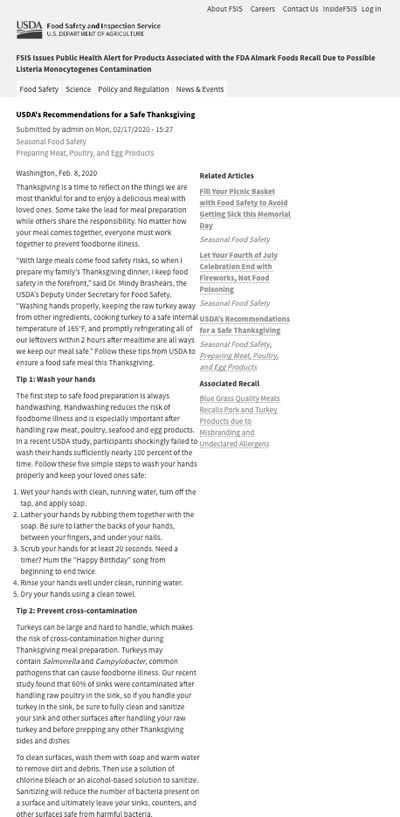 About FSIS Careers Contact Us InsideFSIS Log in
USDA Food Safety and Inspection Service
U.S. DEPARTMENT OF AGRICULTURE
FSIS Issues Public Health Alert for Products Associated with the FDA Almark Foods Recall Due to Possible
Listeria Monocytogenes Contamination
Food Safety Science Policy and Regulation News & Events
USDA's Recommendations for a Safe Thanksgiving
Submitted by admin on Mon, 02/17/2020 - 15:27
Seasonal Food Safety
Preparing Meat, Poultry, and Egg Products
Washington, Feb. 8, 2020
Thanksgiving is a time to reflect on the things we are
most thankful for and to enjoy a delicious meal with
loved ones. Some take the lead for meal preparation
while others share the responsibility. No matter how
your meal comes together, everyone must work
together to prevent foodborne illness.
"With large meals come food safety risks, so when I
prepare my family's Thanksgiving dinner, I keep food
safety in the forefront," said Dr. Mindy Brashears, the
USDA's Deputy Under Secretary for Food Safety.
"Washing hands properly, keeping the raw turkey away
from other ingredients, cooking turkey to a safe internal
temperature of 165°F, and promptly refrigerating all of
our leftovers within 2 hours after mealtime are all ways
we keep our meal safe." Follow these tips from USDA to
ensure a food safe meal this Thanksgiving.
Tip 1: Wash your hands
The first step to safe food preparation is always
handwashing. Handwashing reduces the risk of
foodborne illness and is especially important after
handling raw meat, poultry, seafood and egg products.
In a recent USDA study, participants shockingly failed to
wash their hands sufficiently nearly 100 percent of the
time. Follow these five simple steps to wash your hands
properly and keep your loved ones safe:
1. Wet your hands with clean, running water, turn off the
tap, and apply soap.
2. Lather your hands by rubbing them together with the
soap. Be sure to lather the backs of your hands,
between your fingers, and under your nails.
3. Scrub your hands for at least 20 seconds. Need a
timer? Hum the "Happy Birthday" song from
beginning to end twice.
4. Rinse your hands well under clean, running water.
5. Dry your hands using a clean towel.
Tip 2: Prevent cross-contamination
Turkeys can be large and hard to handle, which makes
the risk of cross-contamination higher during
Thanksgiving meal preparation. Turkeys may
contain Salmonella and Campylobacter, common
pathogens that can cause foodborne illness. Our recent
study found that 60% of sinks were contaminated after
handling raw poultry in the sink, so if you handle your
turkey in the sink, be sure to fully clean and sanitize
your sink and other surfaces after handling your raw
turkey and before prepping any other Thanksgiving
sides and dishes
To clean surfaces, wash them with soap and warm water
to remove dirt and debris. Then use a solution of
chlorine bleach or an alcohol-based solution to sanitize.
Sanitizing will reduce the number of bacteria present on
a surface and ultimately leave your sinks, counters, and
other surfaces safe from harmful bacteria.
Related Articles
Fill Your Picnic Basket
with Food Safety to Avoid
Getting Sick this Memorial
Day
Seasonal Food Safety
Let Your Fourth of July
Celebration End with
Fireworks, Not Food
Poisoning
Seasonal Food Safety
USDA's Recommendations
for a Safe Thanksgiving
Seasonal Food Safety,
Preparing Meat, Poultry,
and Egg Products
Associated Recall
Blue Grass Quality Meats
Recalls Pork and Turkey
Products due to
Misbranding and
Undeclared Allergens